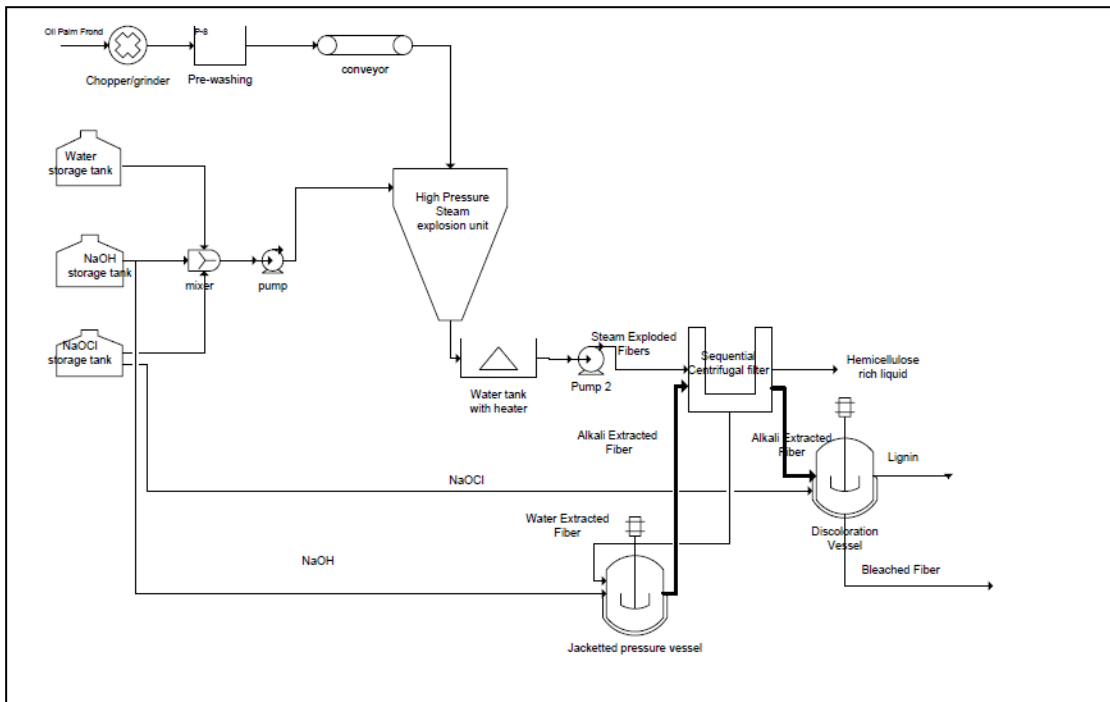 Oil Palm Frond
P-8
Chopper/grinder
Pre-washing
conveyor
Water
storage tank
High Pressure
Steam
explosion unit
NaOH
storage tank
mixer
pump
NaOCl
storage tank
Steam Exploded
Fibers
Sequential
Centrifugal filter
Hemicellulose
rich liquid
Water tank
with heater
Pump 2
Alkali Extracted
Fiber
Alkali Extracted
Fiber
Lignin
NaOCl
Water Extracted
Fiber
Discoloration
Vessel
NaOH
Bleached Fiber
Jacketted pressure vessel